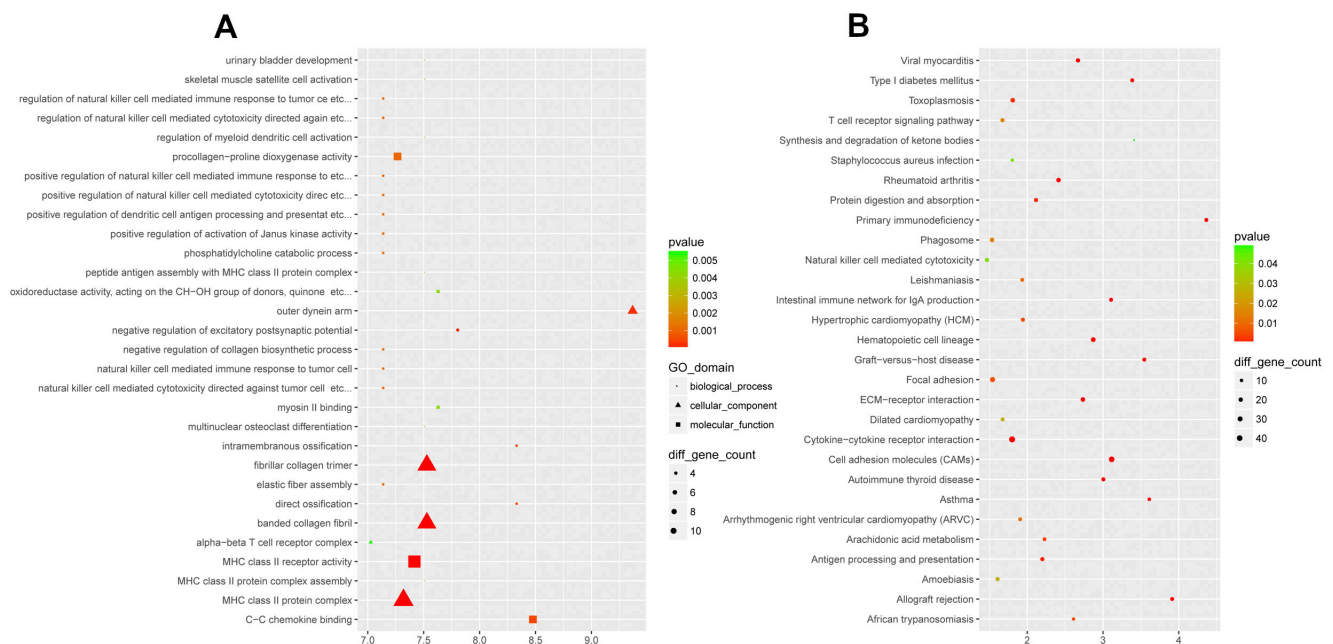 A
urinary bladder development
skeletal muscle satellite cell activation
regulation of natural killer cell mediated immune response to tumor ce etc...
regulation of natural killer cell mediated cytotoxicity directed again etc...
regulation of myeloid dendritic cell activation
procollagen−proline dioxygenase activity
positive regulation of natural killer cell mediated immune response to etc...
positive regulation of natural killer cell mediated cytotoxicity direc etc...
positive regulation of dendritic cell antigen processing and presentat etc...
positive regulation of activation of Janus kinase activity
phosphatidylcholine catabolic process
peptide antigen assembly with MHC class II protein complex
oxidoreductase activity, acting on the CH−OH group of donors, quinone etc...
outer dynein arm
negative regulation of excitatory postsynaptic potential
negative regulation of collagen biosynthetic process
natural killer cell mediated immune response to tumor cell
natural killer cell mediated cytotoxicity directed against tumor cell etc...
myosin II binding
multinuclear osteoclast differentiation
intramembranous ossification
fibrillar collagen trimer
elastic fiber assembly
direct ossification
banded collagen fibril
alpha−beta T cell receptor complex
MHC class II receptor activity
MHC class II protein complex assembly
MHC class II protein complex
C−C chemokine binding
7.0 7.5 8.0 8.5 9.0
pvalue
0.005
0.004
0.003
0.002
0.001
GO_domain
biological_process
cellular_component
molecular_function
diff_gene_count
4
6
8
10
B
Viral myocarditis
Type I diabetes mellitus
Toxoplasmosis
T cell receptor signaling pathway
Synthesis and degradation of ketone bodies
Staphylococcus aureus infection
Rheumatoid arthritis
Protein digestion and absorption
Primary immunodeficiency
Phagosome
Natural killer cell mediated cytotoxicity
Leishmaniasis
Intestinal immune network for IgA production
Hypertrophic cardiomyopathy (HCM)
Hematopoietic cell lineage
Graft−versus−host disease
Focal adhesion
ECM−receptor interaction
Dilated cardiomyopathy
Cytokine−cytokine receptor interaction
Cell adhesion molecules (CAMs)
Autoimmune thyroid disease
Asthma
Arrhythmogenic right ventricular cardiomyopathy (ARVC)
Arachidonic acid metabolism
Antigen processing and presentation
Amoebiasis
Allograft rejection
African trypanosomiasis
2 3 4
pvalue
0.04
0.03
0.02
0.01
diff_gene_count
10
20
30
40